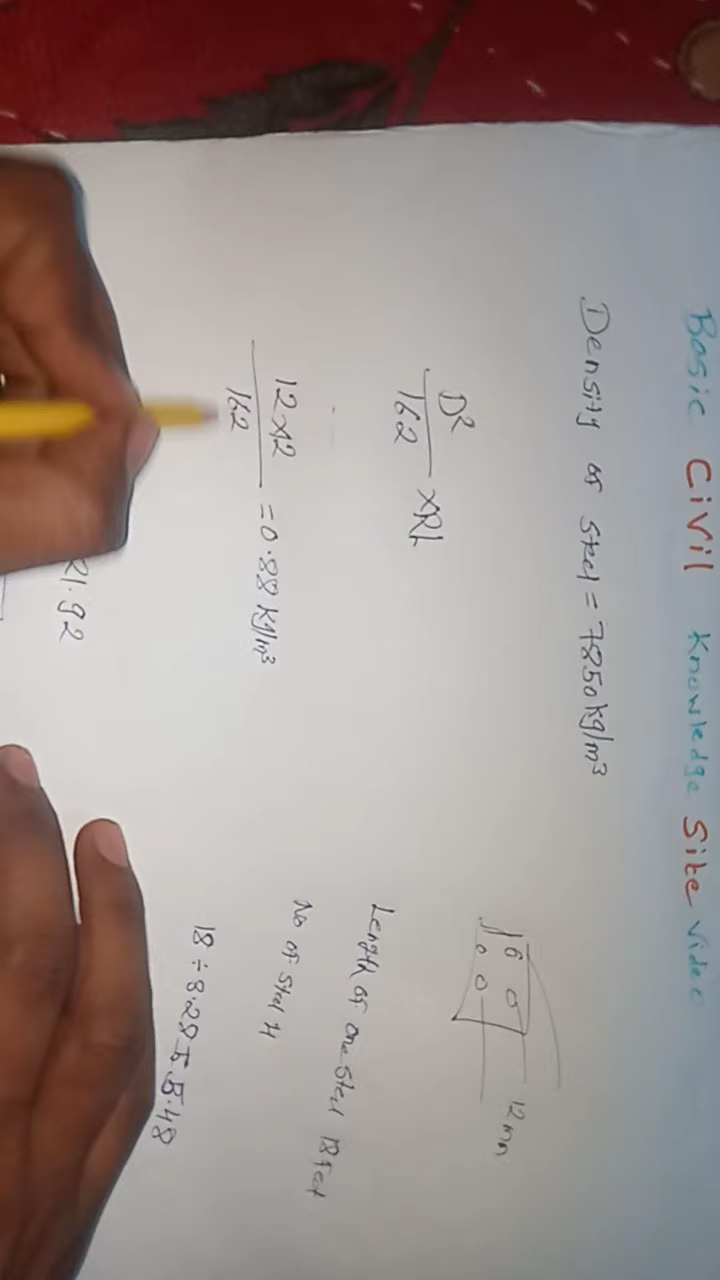 Basic Civil Knowledge Site Video
Density of steel = 7850 kg/m³
D²/162 × RL
12×12/162 = 0.88 kg/m³
21.92
12mm
Length of one steel 18 feet
No of steel 4
18 ÷ 3.28 = 5.48